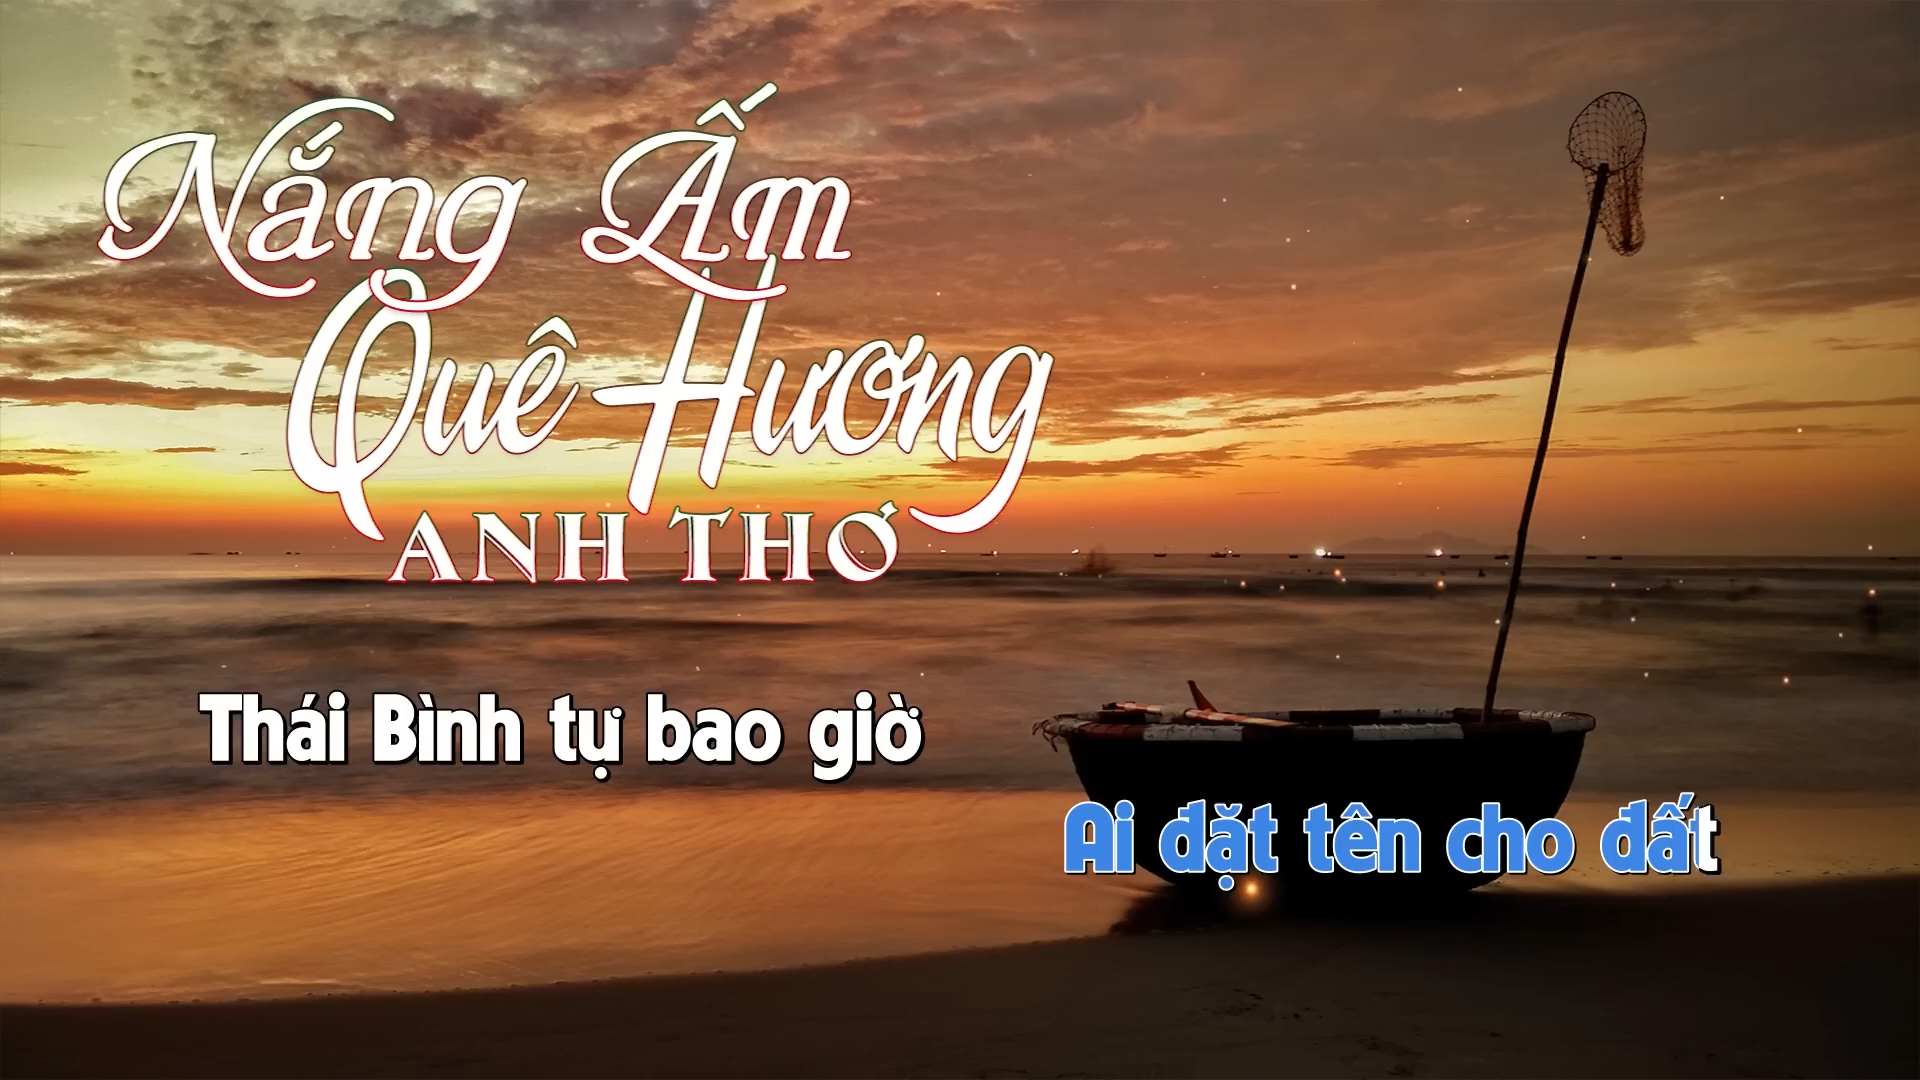 Nắng Ấm
Quê Hương
ANH THƠ
Thái Bình tự bao giờ
Ai đặt tên cho đất